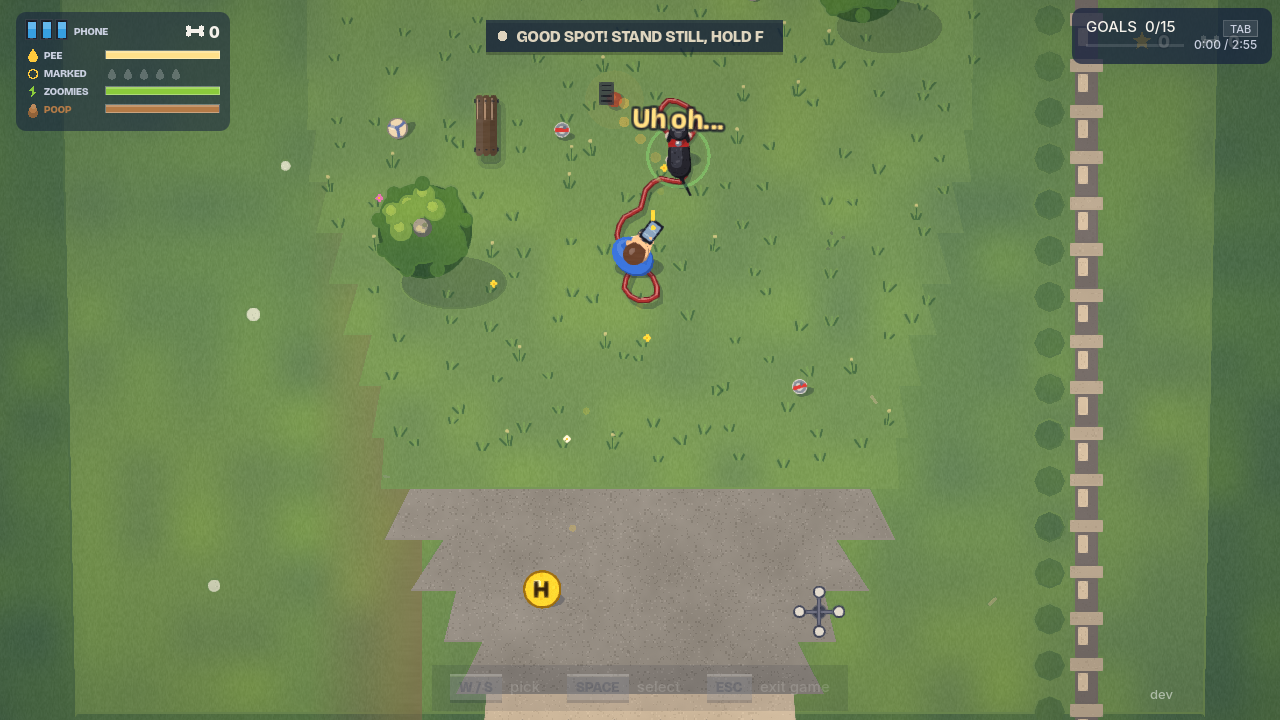 PHONE
0
PEE
MARKED
ZOOMIES
POOP
GOOD SPOT! STAND STILL, HOLD F
GOALS 0/15
TAB
0
0:00 / 2:55
Uh oh...
H
W / S pick
SPACE select
ESC exit game
dev